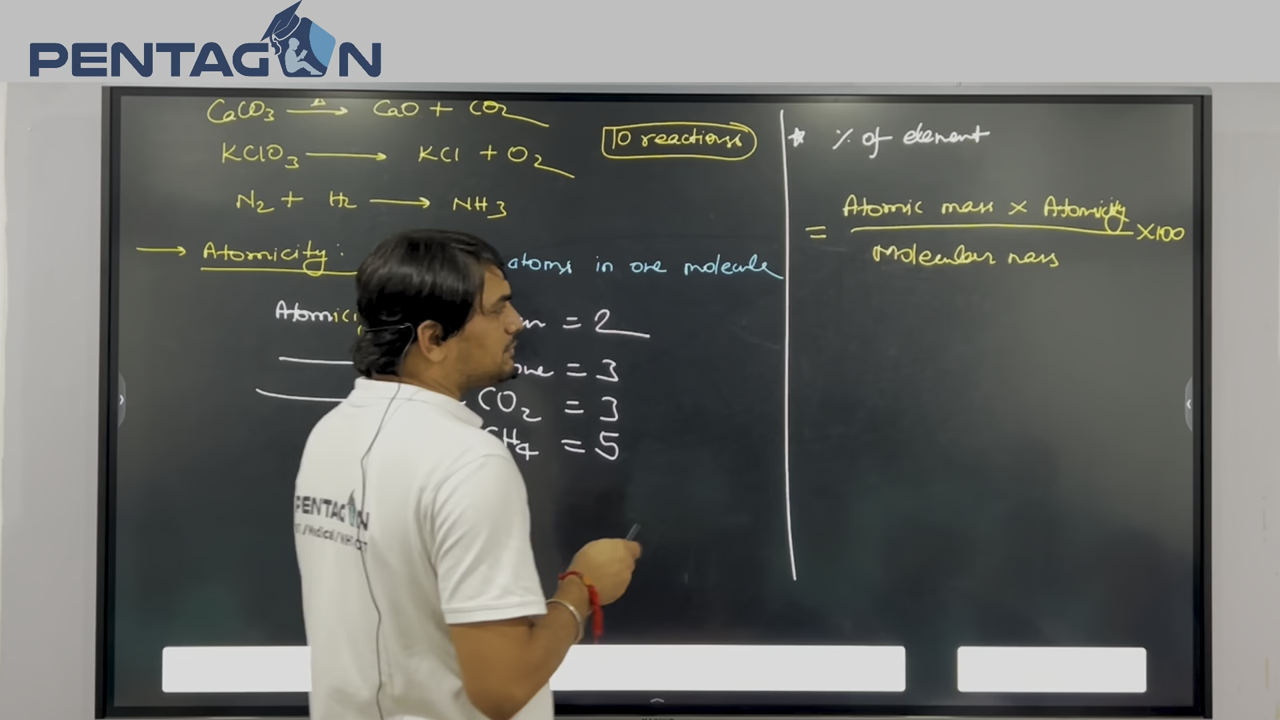 PENTAGON
CaCO3 —Δ→ CaO + CO2
KClO3 → KCl + O2
10 reactions
N2 + H2 → NH3
→ Atomicity:
atoms in one molecule
= 2
= 3
CO2 = 3
H4 = 5
* % of element
= Atomic mass × Atomicity ×100
Molecular mass
PENTAGON